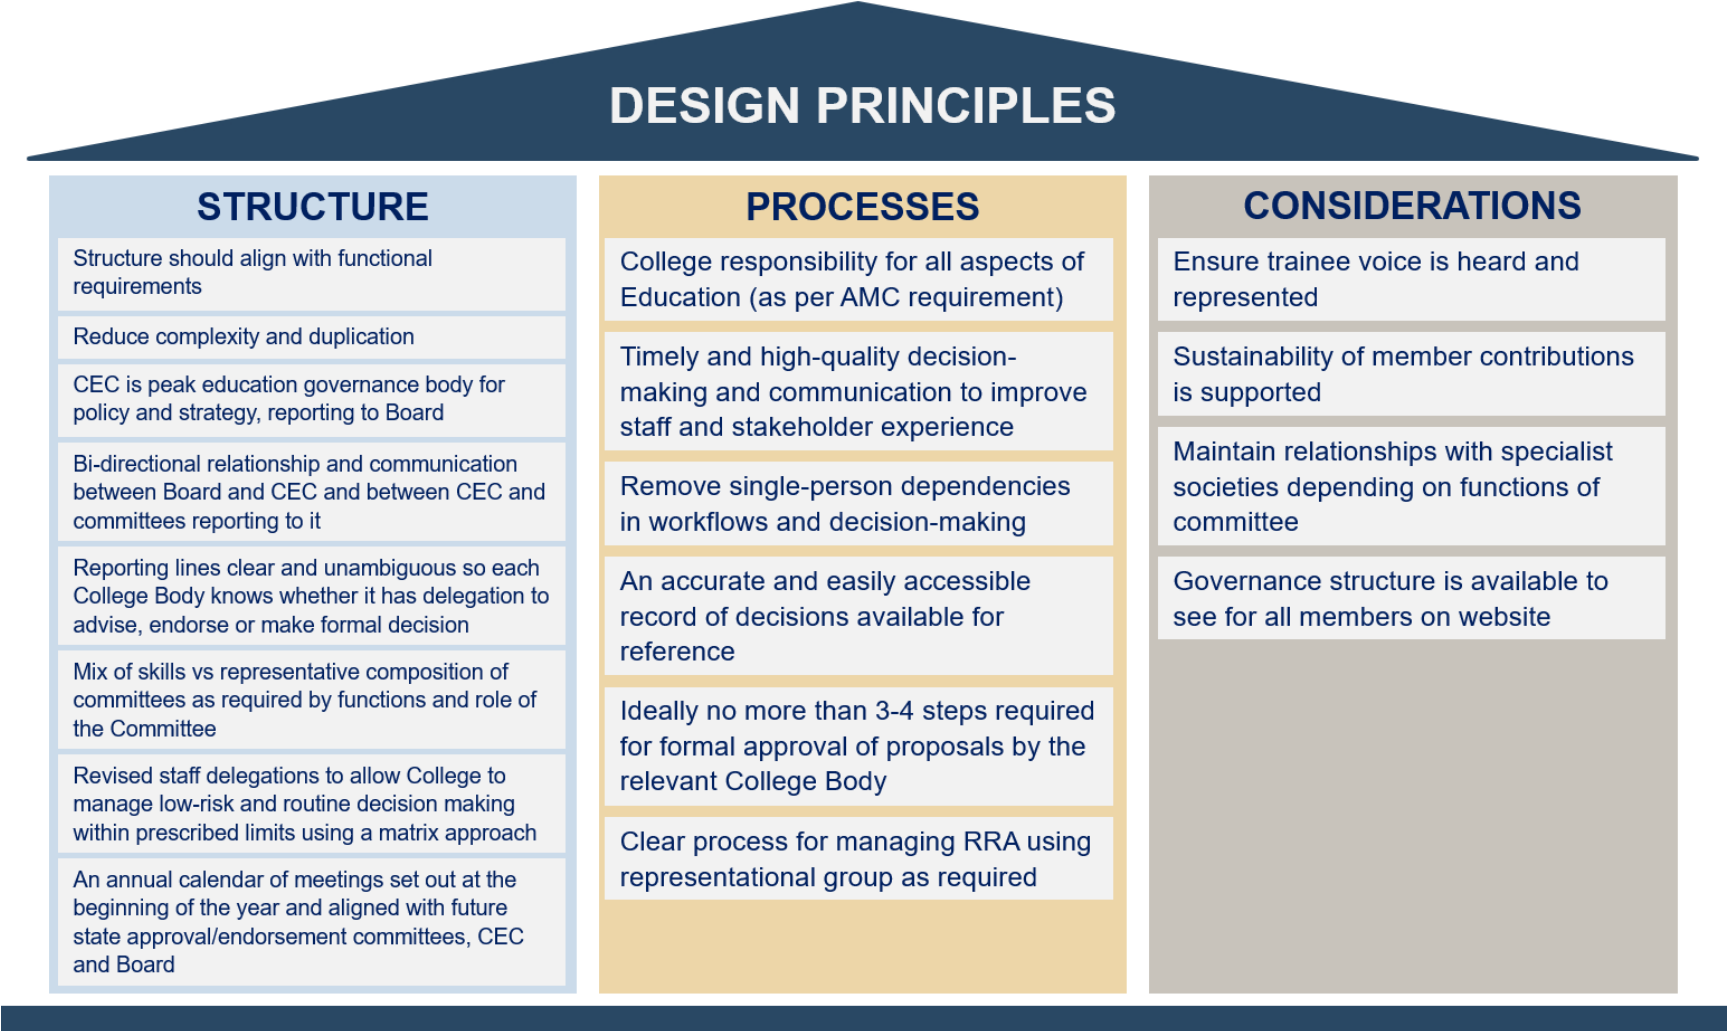 DESIGN PRINCIPLES
STRUCTURE
Structure should align with functional
requirements
Reduce complexity and duplication
CEC is peak education governance body for
policy and strategy, reporting to Board
Bi-directional relationship and communication
between Board and CEC and between CEC and
committees reporting to it
Reporting lines clear and unambiguous so each
College Body knows whether it has delegation to
advise, endorse or make formal decision
Mix of skills vs representative composition of
committees as required by functions and role of
the Committee
Revised staff delegations to allow College to
manage low-risk and routine decision making
within prescribed limits using a matrix approach
An annual calendar of meetings set out at the
beginning of the year and aligned with future
state approval/endorsement committees, CEC
and Board
PROCESSES
College responsibility for all aspects of
Education (as per AMC requirement)
Timely and high-quality decision-
making and communication to improve
staff and stakeholder experience
Remove single-person dependencies
in workflows and decision-making
An accurate and easily accessible
record of decisions available for
reference
Ideally no more than 3-4 steps required
for formal approval of proposals by the
relevant College Body
Clear process for managing RRA using
representational group as required
CONSIDERATIONS
Ensure trainee voice is heard and
represented
Sustainability of member contributions
is supported
Maintain relationships with specialist
societies depending on functions of
committee
Governance structure is available to
see for all members on website